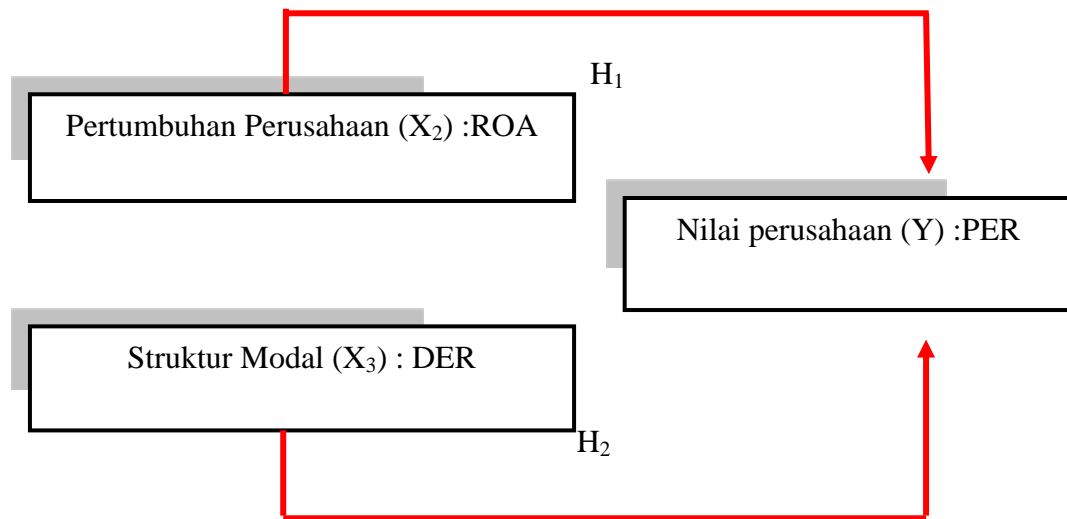 H₁
Pertumbuhan Perusahaan (X₂) :ROA
Nilai perusahaan (Y) :PER
Struktur Modal (X₃) : DER
H₂